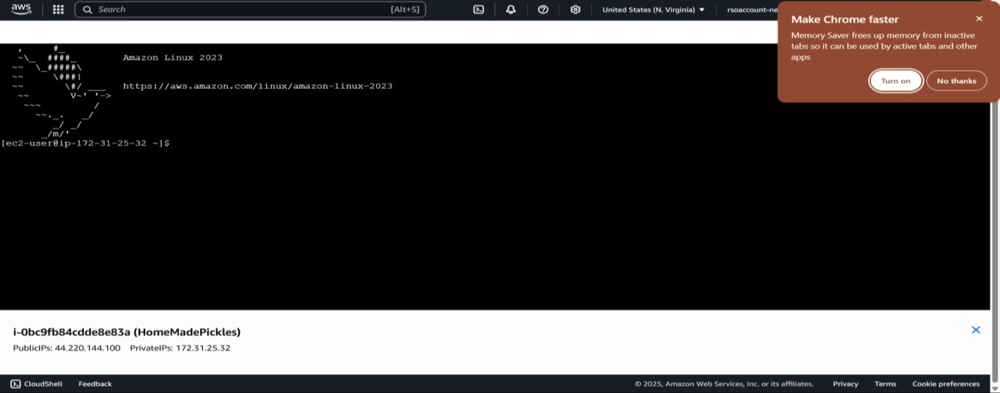 aws
Search [Alt+S]
United States (N. Virginia)
rsoaccount-ne
Make Chrome faster
Memory Saver frees up memory from inactive
tabs so it can be used by active tabs and other
apps
Turn on
No thanks
   ,     #_
   ~\_  ####_        Amazon Linux 2023
  ~~  \_#####\
  ~~     \###|
  ~~       \#/ ___   https://aws.amazon.com/linux/amazon-linux-2023
   ~~       V~' '->
    ~~~         /
      ~~._.   _/
         _/ _/
       _/m/'
[ec2-user@ip-172-31-25-32 ~]$
i-0bc9fb84cdde8e83a (HomeMadePickles)
PublicIPs: 44.220.144.100 PrivateIPs: 172.31.25.32
CloudShell Feedback
© 2025, Amazon Web Services, Inc. or its affiliates. Privacy Terms Cookie preferences